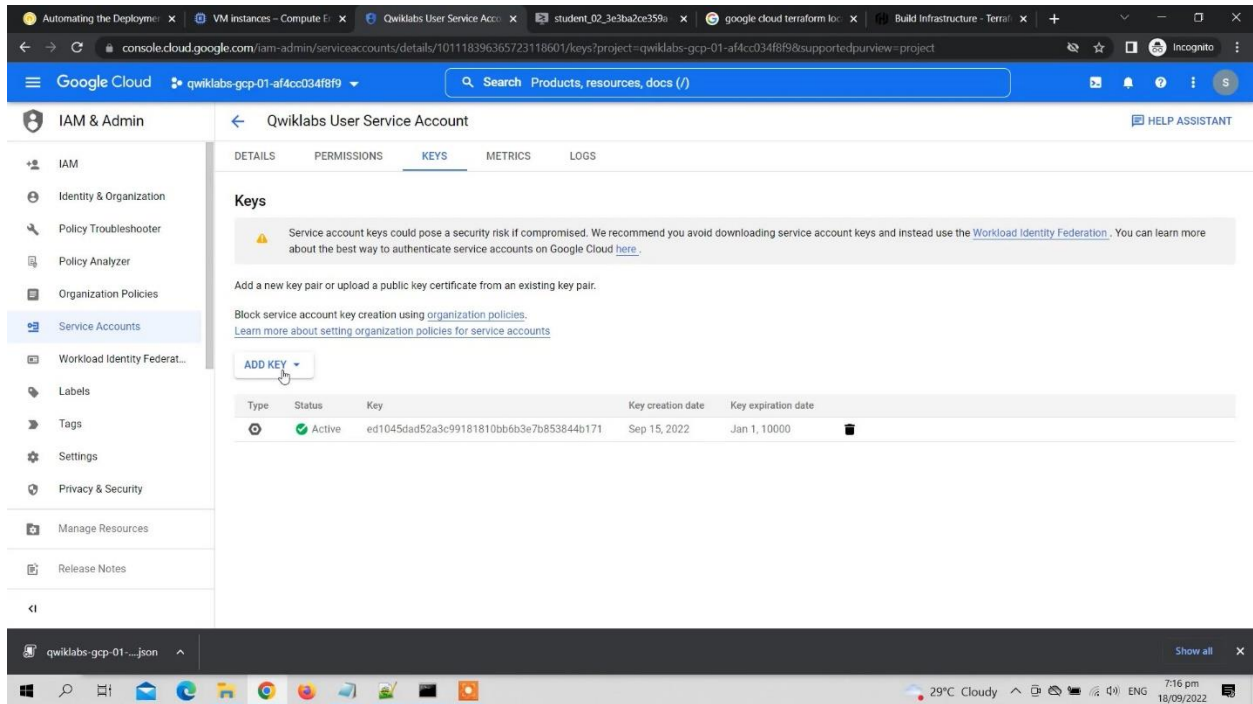 Automating the Deploymer
VM instances – Compute E
Qwiklabs User Service Acco
student_02_3e3ba2ce359a
google cloud terraform loc
Build Infrastructure - Terraf
console.cloud.google.com/iam-admin/serviceaccounts/details/101118396365723118601/keys?project=qwiklabs-gcp-01-af4cc034f8f9&supportedpurview=project
Incognito
Google Cloud
qwiklabs-gcp-01-af4cc034f8f9
Search Products, resources, docs (/)
S
IAM & Admin
Qwiklabs User Service Account
HELP ASSISTANT
IAM
Identity & Organization
Policy Troubleshooter
Policy Analyzer
Organization Policies
Service Accounts
Workload Identity Federat...
Labels
Tags
Settings
Privacy & Security
Manage Resources
Release Notes
DETAILS PERMISSIONS KEYS METRICS LOGS
Keys
Service account keys could pose a security risk if compromised. We recommend you avoid downloading service account keys and instead use the Workload Identity Federation . You can learn more
about the best way to authenticate service accounts on Google Cloud here .
Add a new key pair or upload a public key certificate from an existing key pair.
Block service account key creation using organization policies.
Learn more about setting organization policies for service accounts
ADD KEY
Type Status Key Key creation date Key expiration date
Active ed1045dad52a3c99181810bb6b3e7b853844b171 Sep 15, 2022 Jan 1, 10000
qwiklabs-gcp-01-....json
Show all
29°C Cloudy
ENG
7:16 pm
18/09/2022